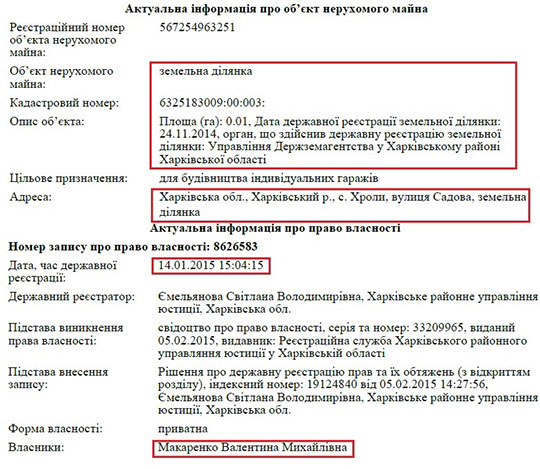 Актуальна інформація про об’єкт нерухомого майна
Реєстраційний номер
об’єкта нерухомого
майна:
567254963251
Об’єкт нерухомого
майна:
земельна ділянка
Кадастровий номер:
6325183009:00:003:
Опис об’єкта:
Площа (га): 0.01, Дата державної реєстрації земельної ділянки:
24.11.2014, орган, що здійснив державну реєстрацію земельної
ділянки: Управління Держземагентства у Харківському районі
Харківської області
Цільове призначення:
для будівництва індивідуальних гаражів
Адреса:
Харківська обл., Харківський р., с. Хроли, вулиця Садова, земельна
ділянка
Актуальна інформація про право власності
Номер запису про право власності: 8626583
Дата, час державної
реєстрації:
14.01.2015 15:04:15
Державний реєстратор:
Ємельянова Світлана Володимирівна, Харківське районне управління
юстиції, Харківська обл.
Підстава виникнення
права власності:
свідоцтво про право власності, серія та номер: 33209965, виданий
05.02.2015, видавник: Реєстраційна служба Харківського районного
управління юстиції у Харківській області
Підстава внесення
запису:
Рішення про державну реєстрацію прав та їх обтяжень (з відкриттям
розділу), індексний номер: 19124840 від 05.02.2015 14:27:56,
Ємельянова Світлана Володимирівна, Харківське районне управління
юстиції, Харківська обл.
Форма власності:
приватна
Власники:
Макаренко Валентина Михайлівна